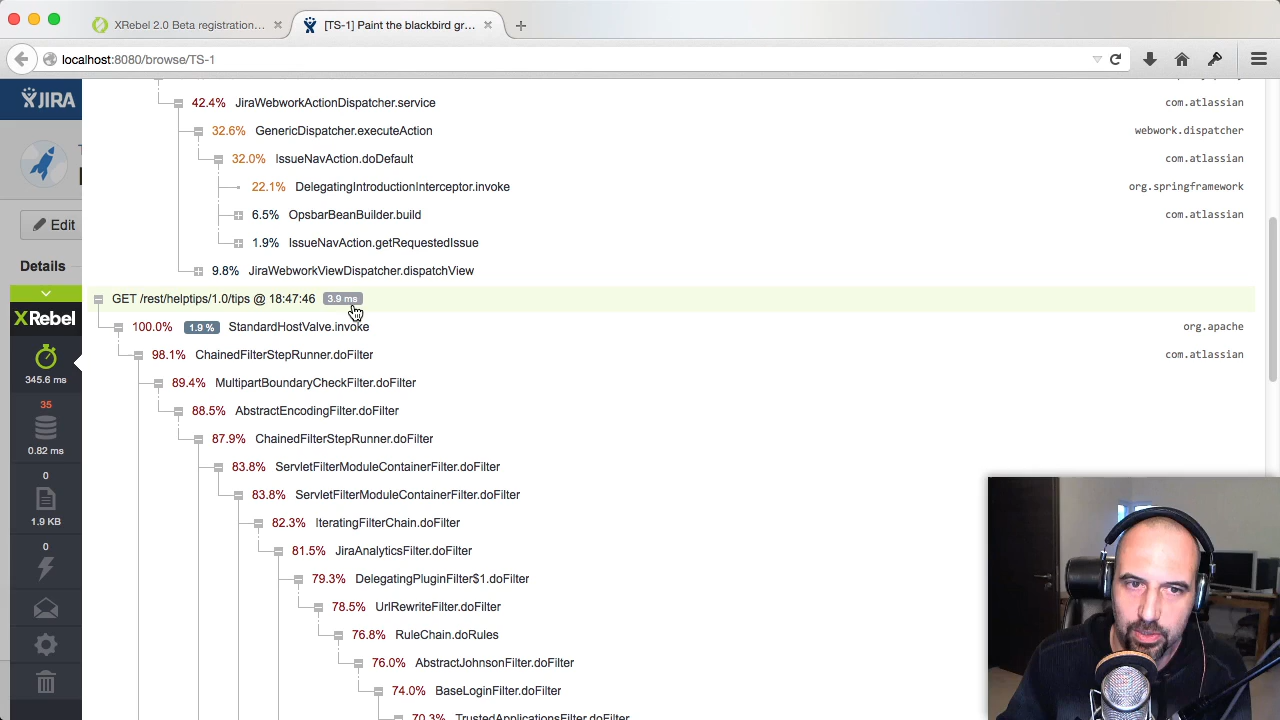 XRebel 2.0 Beta registration...
[TS-1] Paint the blackbird gr...
localhost:8080/browse/TS-1
JIRA
Edit
Details
XRebel
345.6 ms
35
0.82 ms
0
1.9 KB
0
42.4% JiraWebworkActionDispatcher.service com.atlassian
32.6% GenericDispatcher.executeAction webwork.dispatcher
32.0% IssueNavAction.doDefault com.atlassian
22.1% DelegatingIntroductionInterceptor.invoke org.springframework
6.5% OpsbarBeanBuilder.build com.atlassian
1.9% IssueNavAction.getRequestedIssue
9.8% JiraWebworkViewDispatcher.dispatchView
GET /rest/helptips/1.0/tips @ 18:47:46 3.9 ms
100.0% 1.9 % StandardHostValve.invoke org.apache
98.1% ChainedFilterStepRunner.doFilter com.atlassian
89.4% MultipartBoundaryCheckFilter.doFilter
88.5% AbstractEncodingFilter.doFilter
87.9% ChainedFilterStepRunner.doFilter
83.8% ServletFilterModuleContainerFilter.doFilter
83.8% ServletFilterModuleContainerFilter.doFilter
82.3% IteratingFilterChain.doFilter
81.5% JiraAnalyticsFilter.doFilter
79.3% DelegatingPluginFilter$1.doFilter
78.5% UrlRewriteFilter.doFilter
76.8% RuleChain.doRules
76.0% AbstractJohnsonFilter.doFilter
74.0% BaseLoginFilter.doFilter
70.3% TrustedApplicationsFilter.doFilter